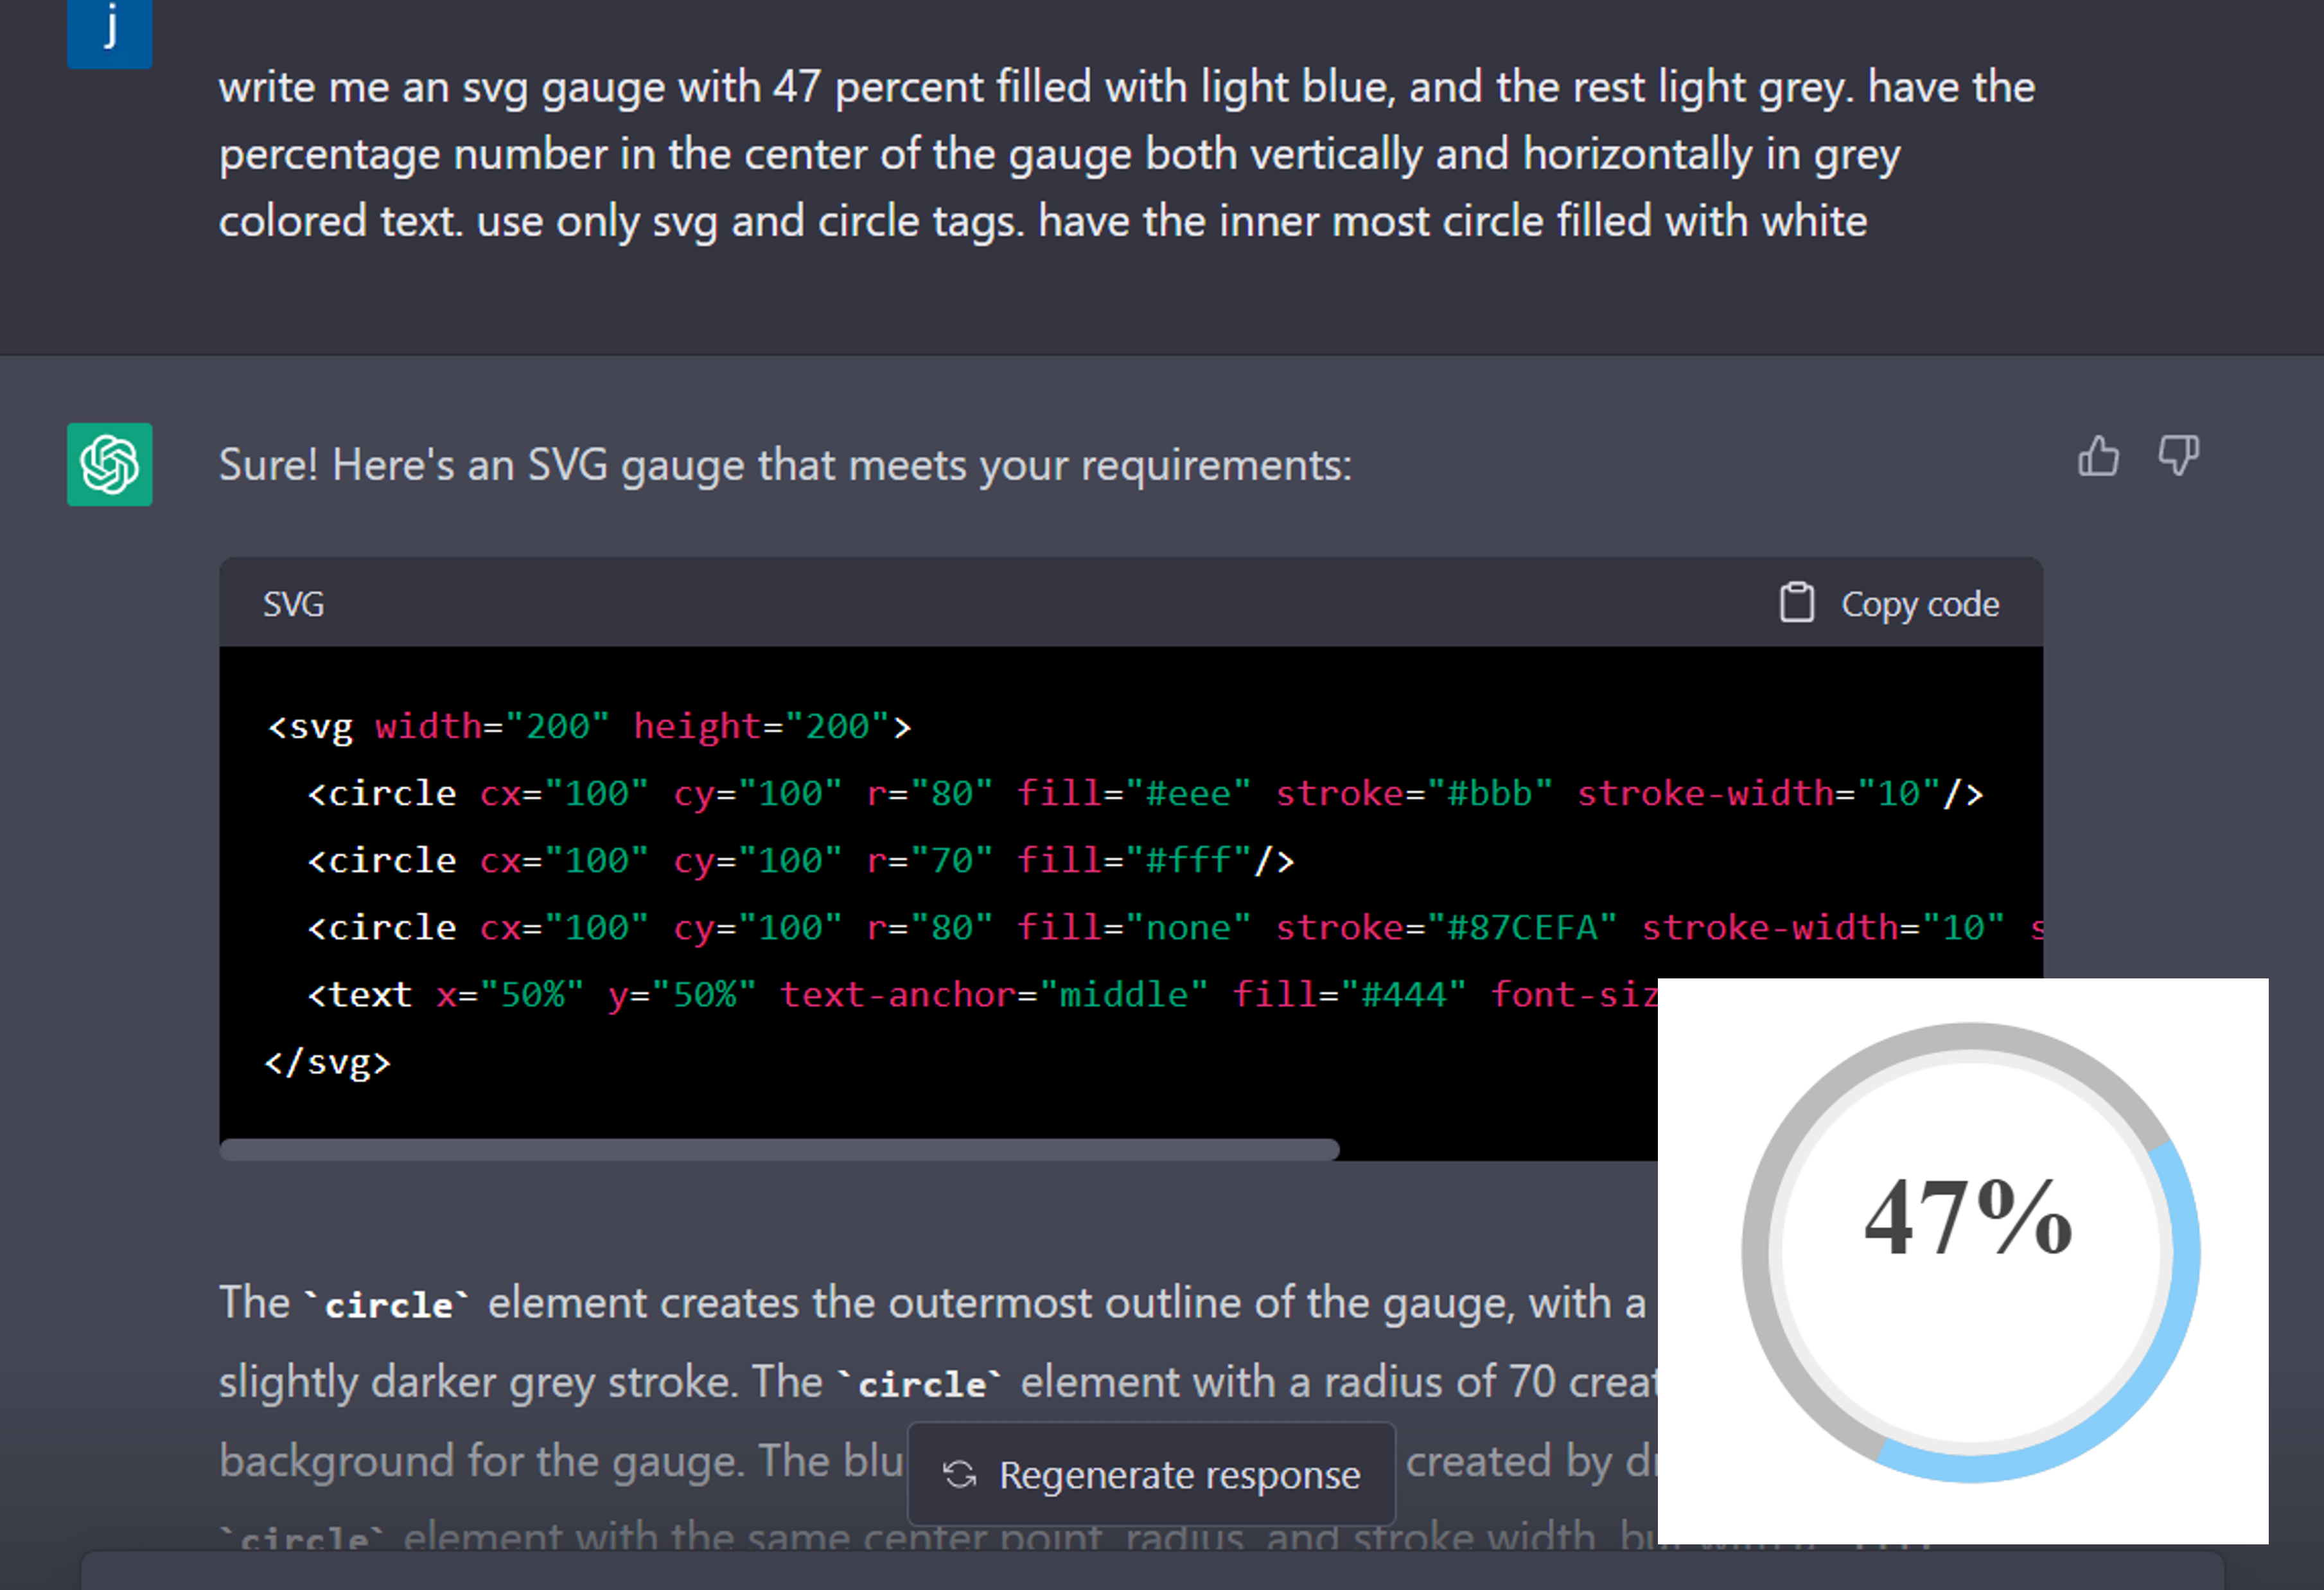 j
write me an svg gauge with 47 percent filled with light blue, and the rest light grey. have the
percentage number in the center of the gauge both vertically and horizontally in grey
colored text. use only svg and circle tags. have the inner most circle filled with white
Sure! Here's an SVG gauge that meets your requirements:
SVG
Copy code
<svg width="200" height="200">
<circle cx="100" cy="100" r="80" fill="#eee" stroke="#bbb" stroke-width="10"/>
<circle cx="100" cy="100" r="70" fill="#fff"/>
<circle cx="100" cy="100" r="80" fill="none" stroke="#87CEFA" stroke-width="10" s
<text x="50%" y="50%" text-anchor="middle" fill="#444" font-siz
</svg>
47%
The `circle` element creates the outermost outline of the gauge, with a
slightly darker grey stroke. The `circle` element with a radius of 70 creat
background for the gauge. The blu
Regenerate response
created by d
`circle` element with the same center point, radius, and stroke width,